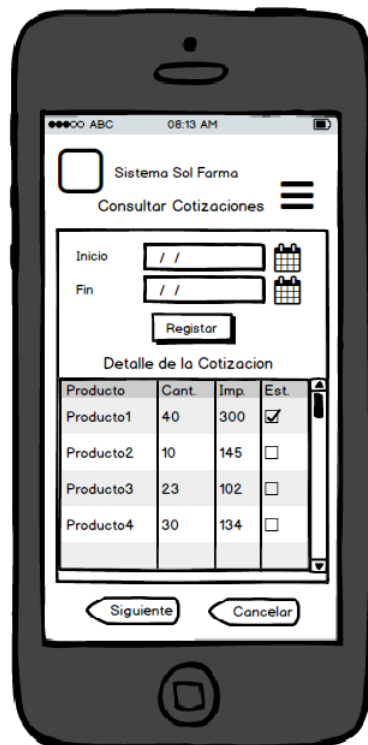 ABC 08:13 AM
Sistema Sol Farma
Consultar Cotizaciones
Inicio / /
Fin / /
Registar
Detalle de la Cotizacion
Producto Cant. Imp. Est.
Producto1 40 300
Producto2 10 145
Producto3 23 102
Producto4 30 134
Siguiente Cancelar